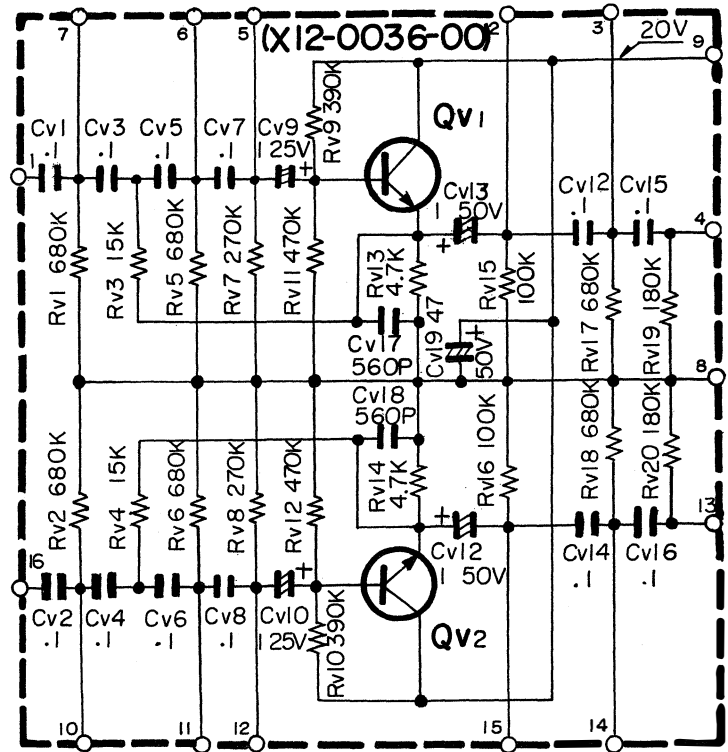 7 6 5 (X12-0036-00) 2 3 20V 9
Rv9 390K
Qv1
Cv1 Cv3 Cv5 Cv7 Cv9 Cv13 Cv12 Cv15
.1 .1 .1 .1 1 25V + 1 50V .1 .1
1 4
+
Rv1 680K
Rv3 15K
Rv5 680K
Rv7 270K
Rv11 470K
Rv13 4.7K
Rv15 100K
Rv17 680K
Rv19 180K
Cv17
560P
Cv19 47 50V +
8
Cv18
560P
Rv2 680K
Rv4 15K
Rv6 680K
Rv8 270K
Rv12 470K
Rv14 4.7K
Rv16 100K
Rv18 680K
Rv20 180K
13
16 + +
Cv12 Cv14 Cv16
1 50V .1 .1
Cv2 Cv4 Cv6 Cv8 Cv10
.1 .1 .1 .1 1 25V
Rv10 390K
Qv2
10 11 12 15 14